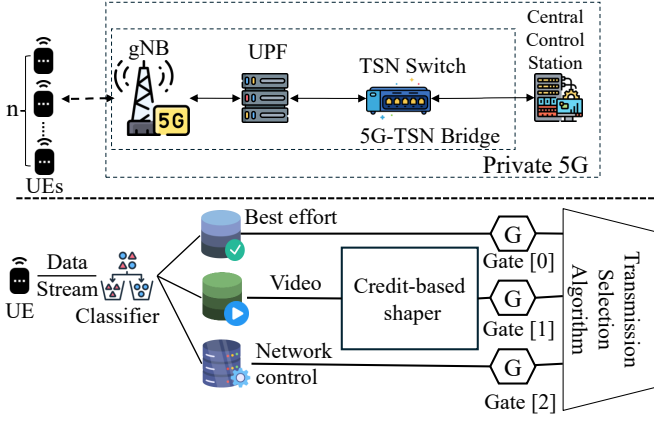 Central
Control
Station
gNB
UPF
TSN Switch
5G
n
5G-TSN Bridge
Private 5G
UEs
Best effort
G
Gate [0]
Data
Stream
UE
Classifier
Video
Credit-based
shaper
G
Gate [1]
Network
control
G
Gate [2]
Transmission
Selection
Algorithm